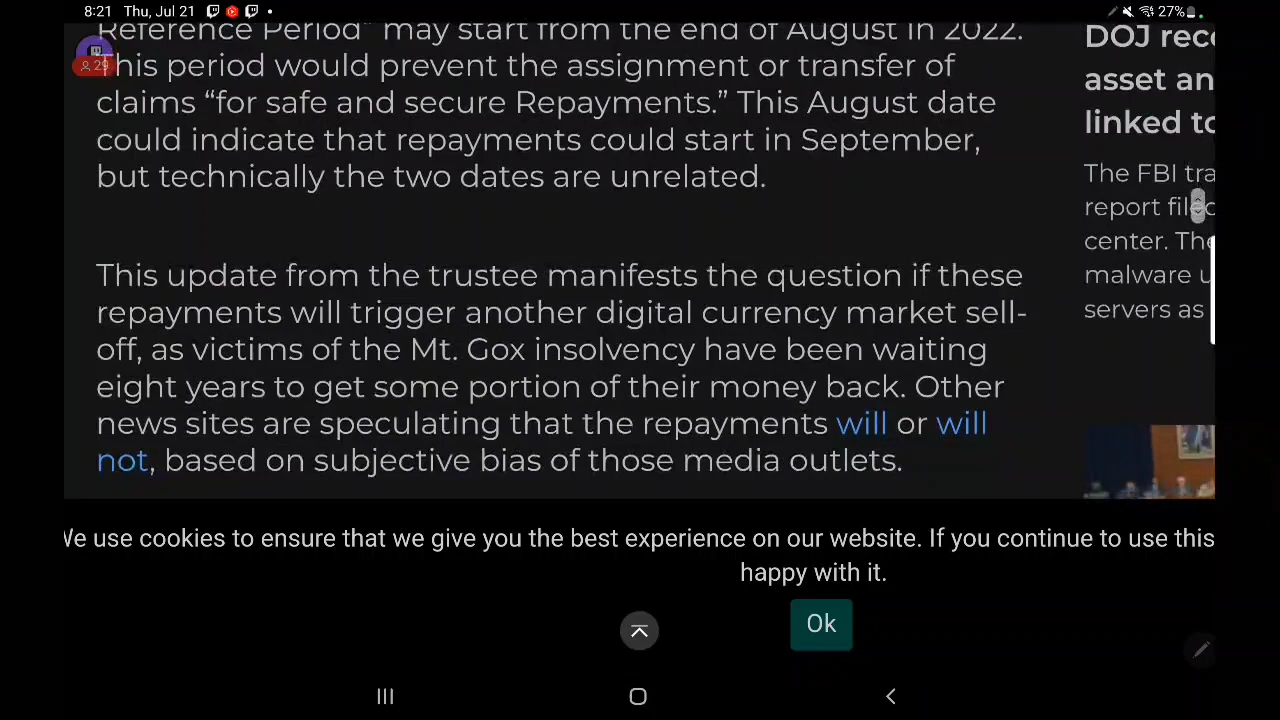 8:21 Thu, Jul 21
27%
Reference Period” may start from the end of August in 2022.
29
This period would prevent the assignment or transfer of
claims “for safe and secure Repayments.” This August date
could indicate that repayments could start in September,
but technically the two dates are unrelated.
This update from the trustee manifests the question if these
repayments will trigger another digital currency market sell-
off, as victims of the Mt. Gox insolvency have been waiting
eight years to get some portion of their money back. Other
news sites are speculating that the repayments will or will
not, based on subjective bias of those media outlets.
DOJ rec
asset an
linked to
The FBI tra
report filed
center. The
malware u
servers as
We use cookies to ensure that we give you the best experience on our website. If you continue to use this
happy with it.
Ok